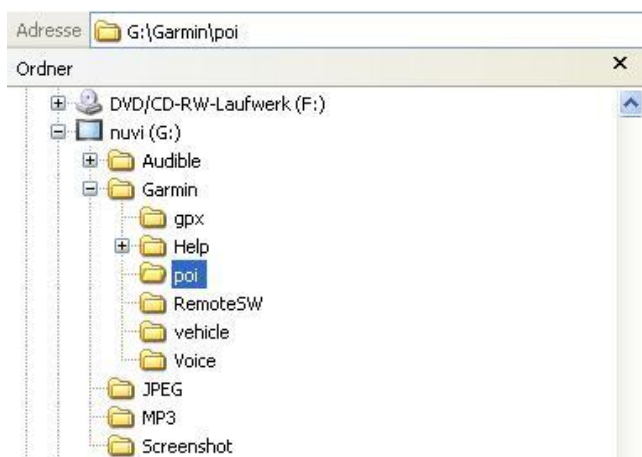 Adresse G:\Garmin\poi
Ordner
DVD/CD-RW-Laufwerk (F:)
nuvi (G:)
Audible
Garmin
gpx
Help
poi
RemoteSW
vehicle
Voice
JPEG
MP3
Screenshot